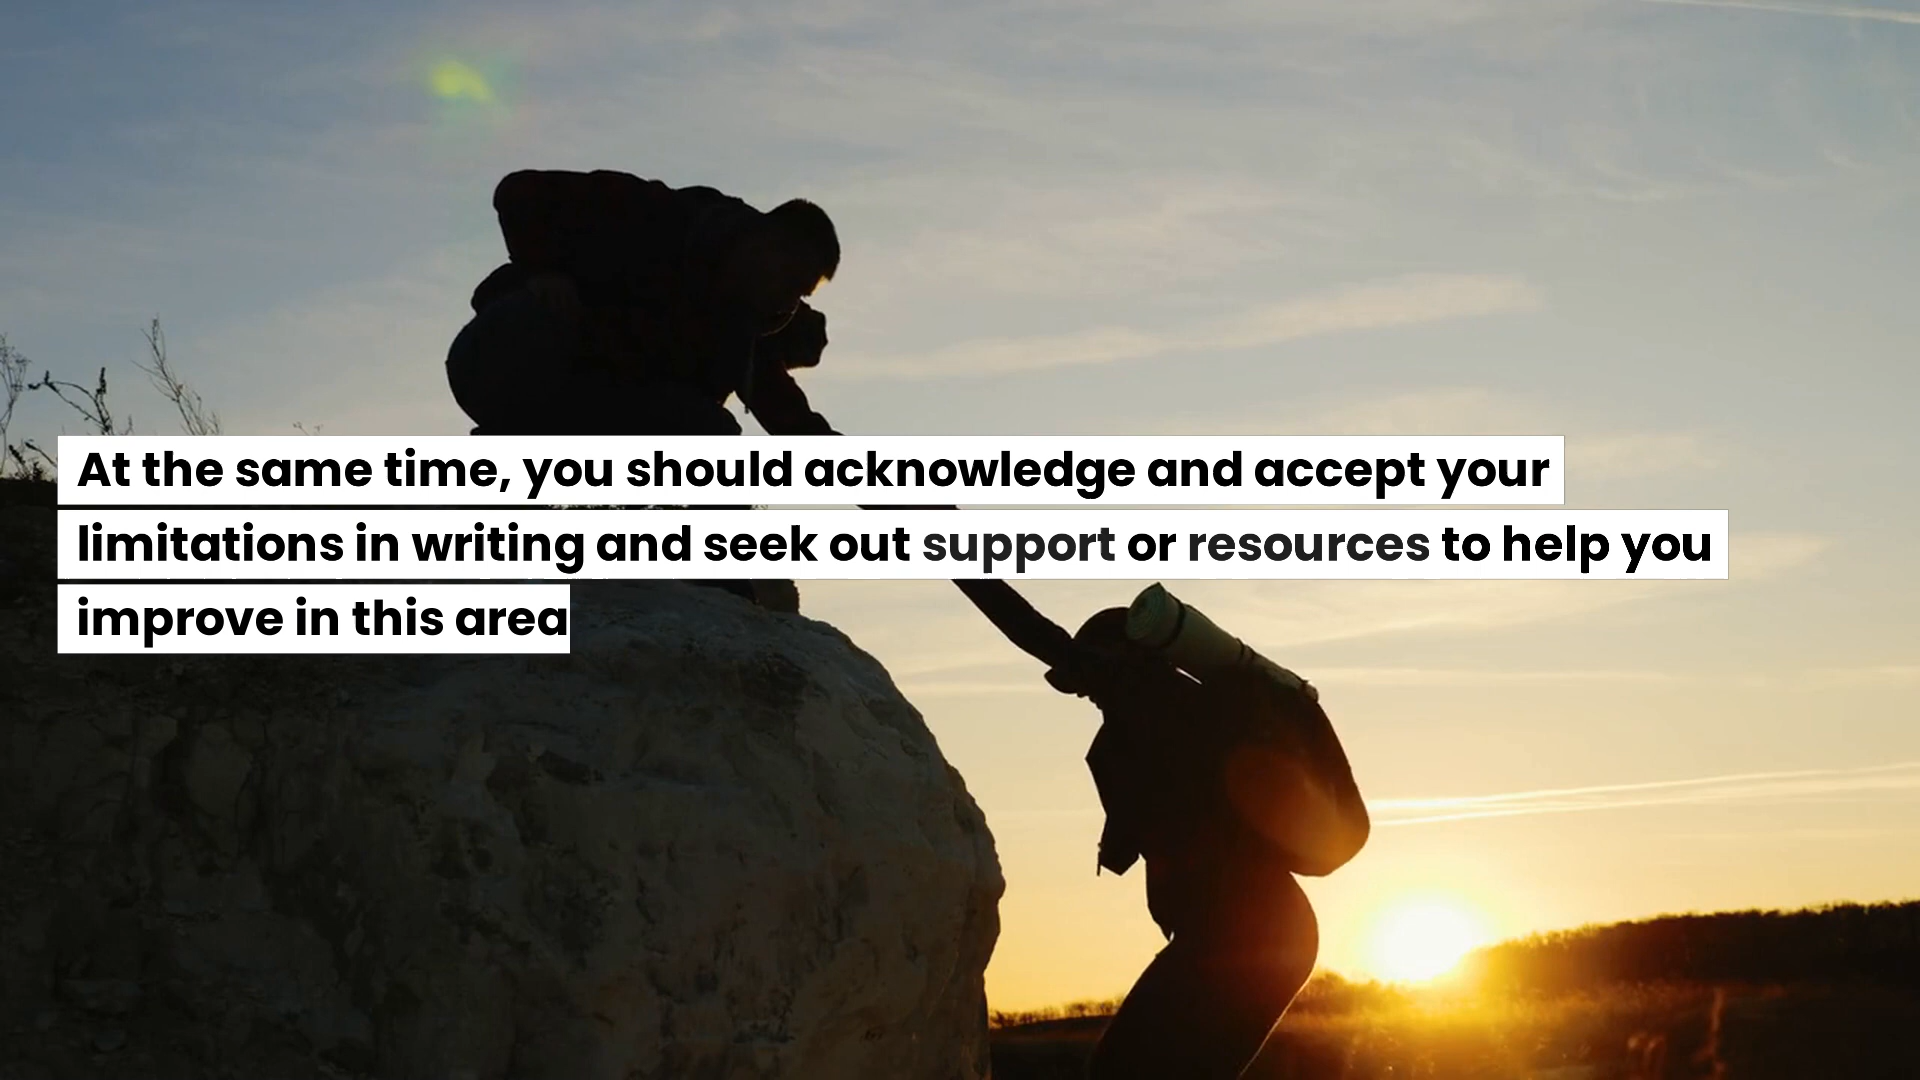 At the same time, you should acknowledge and accept your
limitations in writing and seek out support or resources to help you
improve in this area